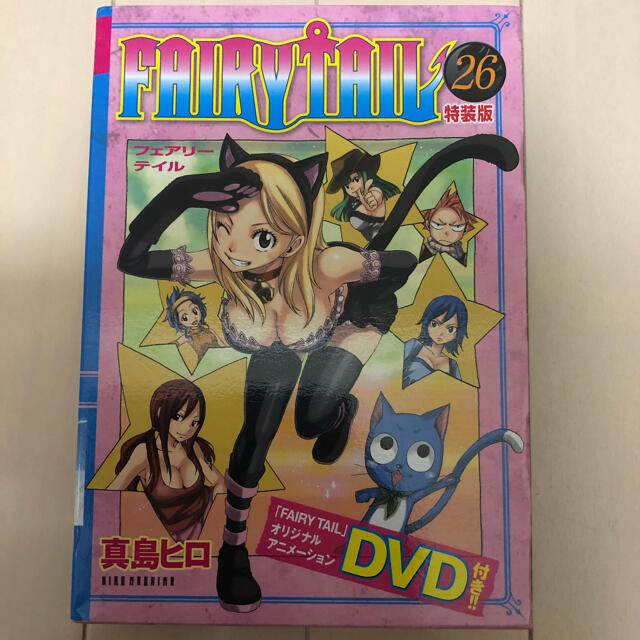 FAIRY TAIL
26
特装版
フェアリー
テイル
「FAIRY TAIL」
オリジナル
アニメーション
DVD
付き!!
真島ヒロ
HIRO MASHIMA